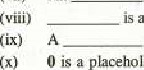 (viii) ________ is a
(ix) A ________
(x) 0 is a placehol